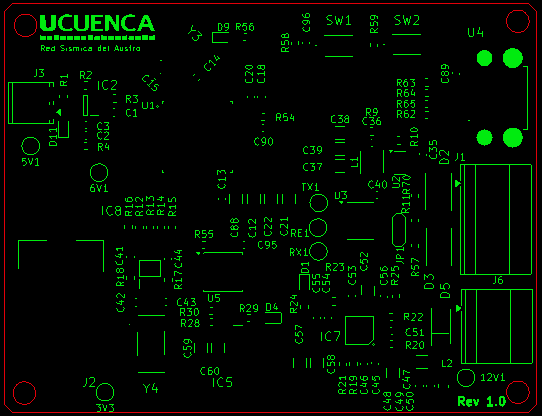 UCUENCA
Red Sísmica del Austro
Y3
D9
R56
C96
R58
SW1
R59
SW2
U4
J3
R1
R2
IC2
C15
C14
C20
C18
R3
C1
U1
R54
C90
C38
R9
C36
R63
R64
R65
R62
C89
D11
C3
C2
R4
R10
C35
D2
J1
5V1
6V1
C39
C37
L1
C13
TX1
U3
C40
U2
R70
R11
IC8
R16
R12
R13
R14
R15
R55
C88
C12
C22
C21
C95
RE1
RX1
JP1
R57
C41
R18
C44
R17
D1
R23
C55
C54
C53
C52
C56
R25
D3
D5
J6
U5
C42
C43
R30
R28
R29
D4
R24
C57
IC7
R22
C51
R20
C59
C60
IC5
C58
L2
12V1
J2
3V3
Y4
R21
R19
C46
C45
C48
C49
C47
C50
Rev 1.0